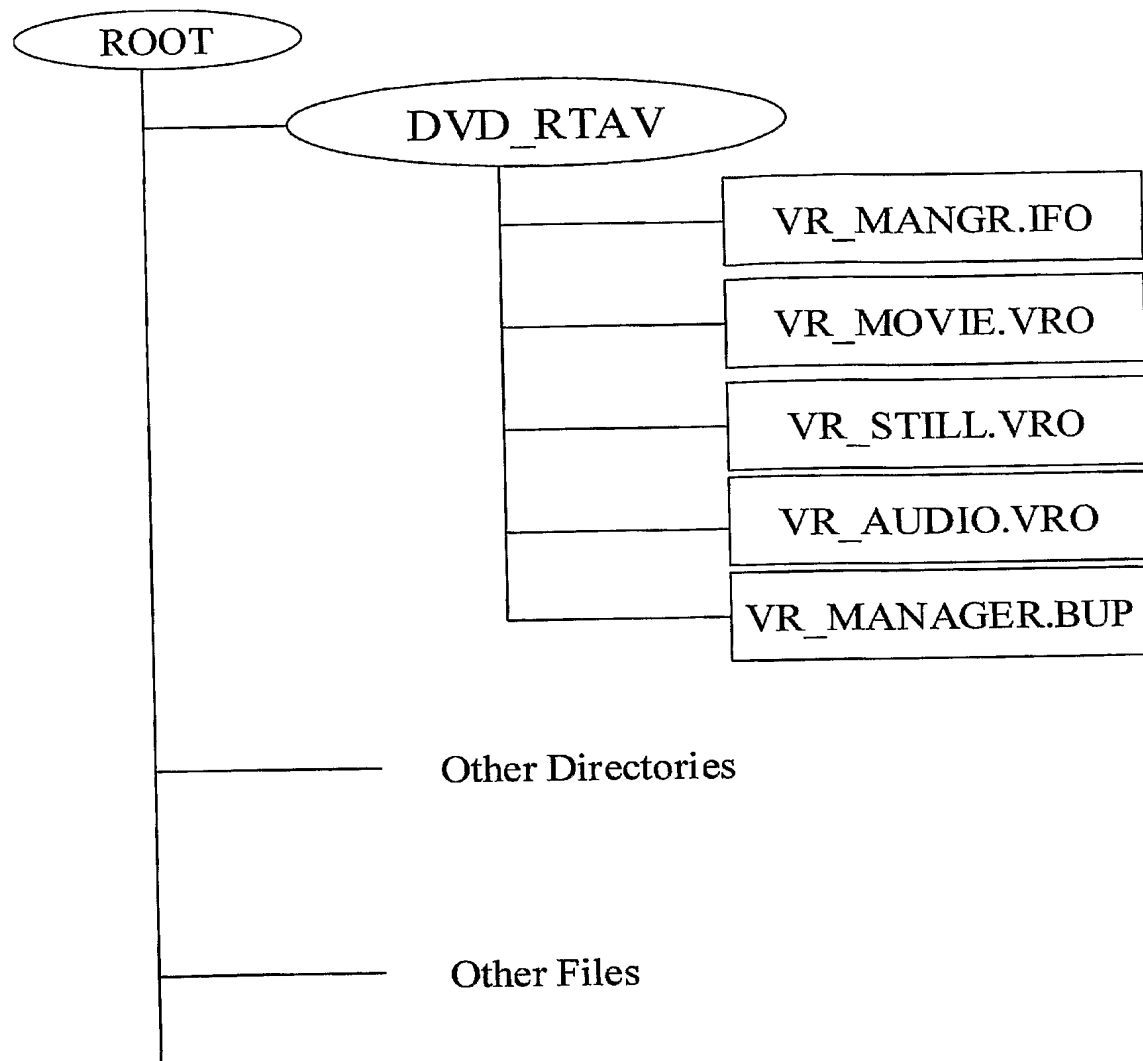 ROOT
DVD_RTAV
VR_MANGR.IFO
VR_MOVIE.VRO
VR_STILL.VRO
VR_AUDIO.VRO
VR_MANAGER.BUP
Other Directories
Other Files